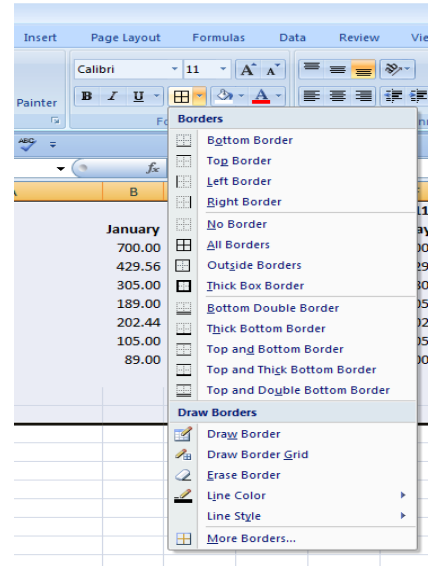 Insert Page Layout Formulas Data Review Vie
Calibri 11 A A
Painter B I U A
Borders
ABC
fx
Bottom Border
Top Border
Left Border
Right Border
No Border
All Borders
Outside Borders
Thick Box Border
Bottom Double Border
Thick Bottom Border
Top and Bottom Border
Top and Thick Bottom Border
Top and Double Bottom Border
Draw Borders
Draw Border
Draw Border Grid
Erase Border
Line Color
Line Style
More Borders...
B
January
700.00
429.56
305.00
189.00
202.44
105.00
89.00